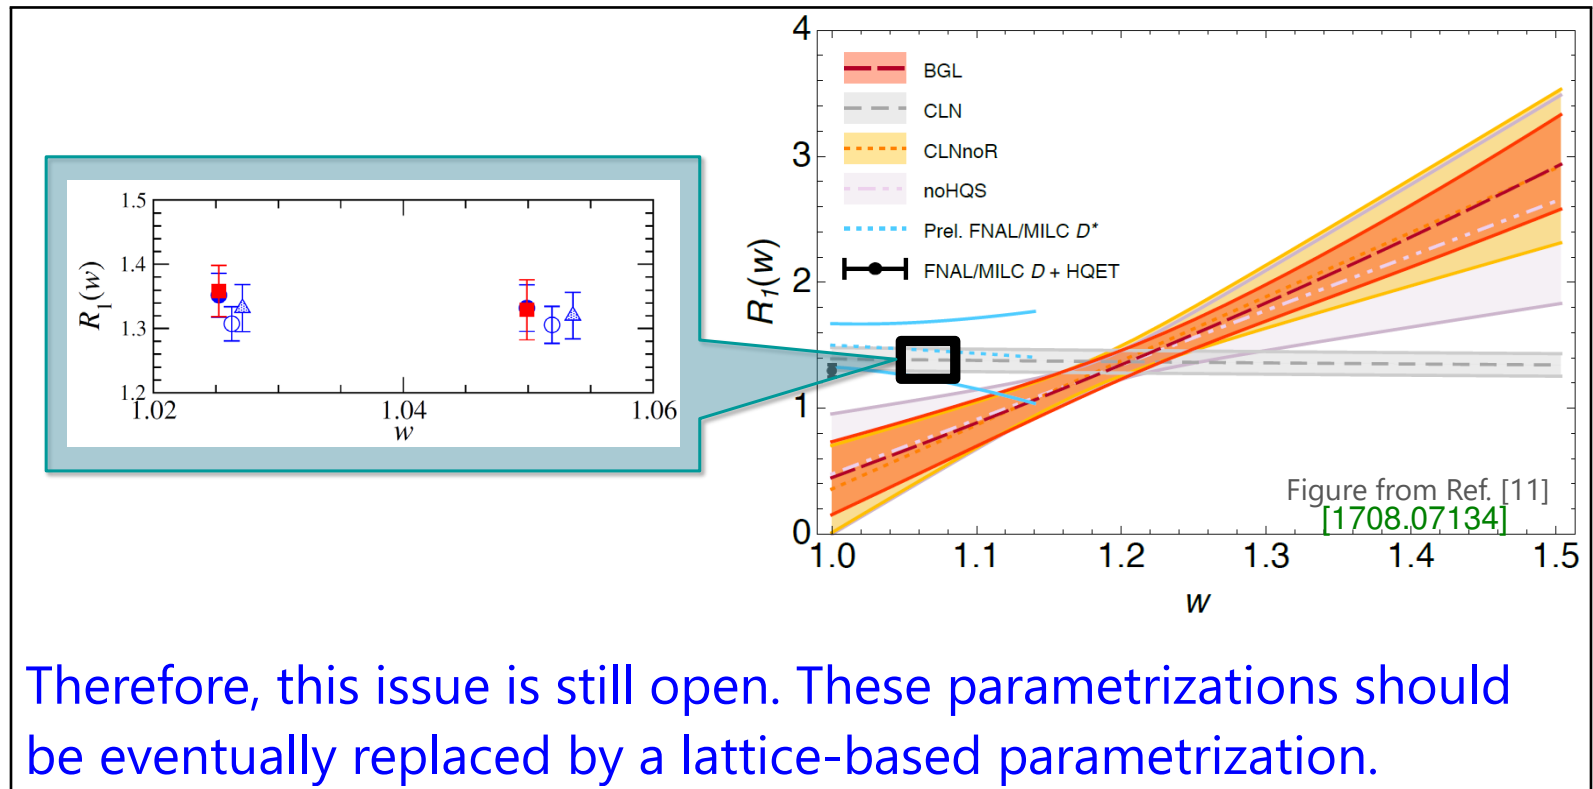 1.5
1.4
1.3
1.2
R1(w)
1.02
1.04
1.06
w
4
3
2
1
0
R1(w)
BGL
CLN
CLNnoR
noHQS
Prel. FNAL/MILC D*
FNAL/MILC D + HQET
Figure from Ref. [11]
[1708.07134]
1.0
1.1
1.2
1.3
1.4
1.5
w
Therefore, this issue is still open. These parametrizations should
be eventually replaced by a lattice-based parametrization.